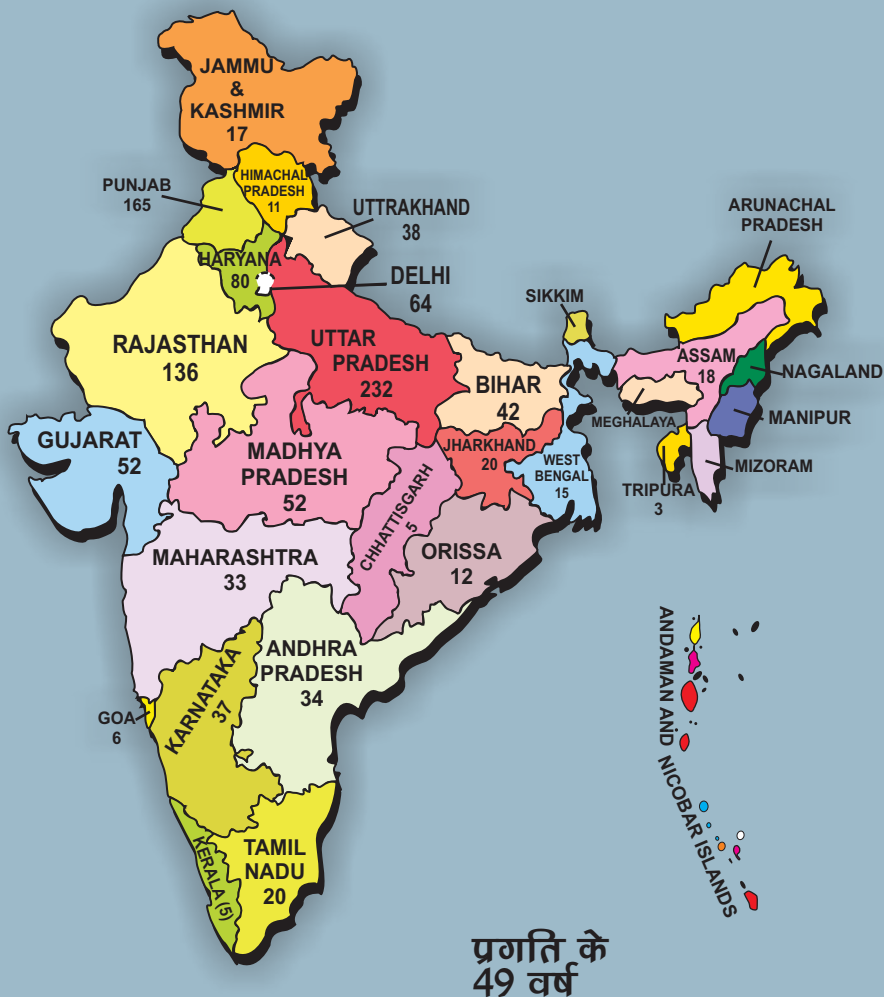 JAMMU
&
KASHMIR
17
HIMACHAL
PRADESH
11
PUNJAB
165
UTTRAKHAND
38
HARYANA
80
DELHI
64
ARUNACHAL
PRADESH
SIKKIM
RAJASTHAN
136
UTTAR
PRADESH
232
BIHAR
42
ASSAM
18
NAGALAND
MEGHALAYA
MANIPUR
GUJARAT
52
MADHYA
PRADESH
52
JHARKHAND
20
WEST
BENGAL
15
MIZORAM
TRIPURA
3
CHHATTISGARH
5
MAHARASHTRA
33
ORISSA
12
ANDHRA
PRADESH
34
KARNATAKA
37
GOA
6
ANDAMAN AND
NICOBAR ISLANDS
KERALA (5)
TAMIL
NADU
20
प्रगति के
49 वर्ष